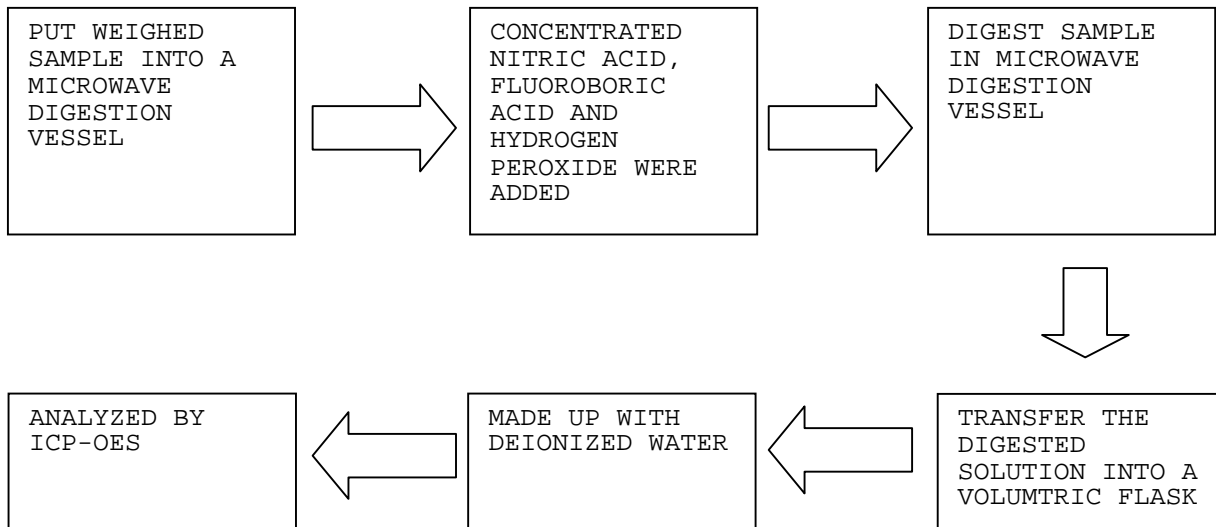 PUT WEIGHED
SAMPLE INTO A
MICROWAVE
DIGESTION
VESSEL
CONCENTRATED
NITRIC ACID,
FLUOROBORIC
ACID AND
HYDROGEN
PEROXIDE WERE
ADDED
DIGEST SAMPLE
IN MICROWAVE
DIGESTION
VESSEL
TRANSFER THE
DIGESTED
SOLUTION INTO A
VOLUMTRIC FLASK
MADE UP WITH
DEIONIZED WATER
ANALYZED BY
ICP-OES